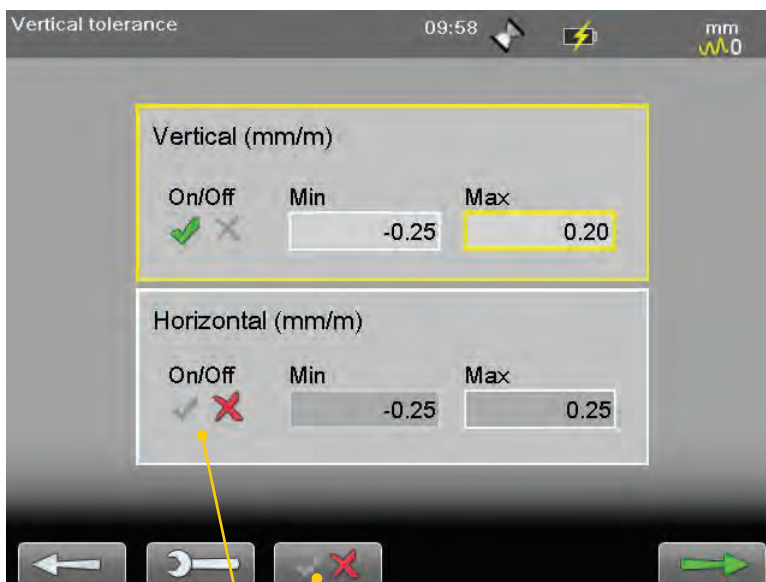 Vertical tolerance 09:58 mm
0
Vertical (mm/m)
On/Off Min Max
-0.25 0.20
Horizontal (mm/m)
On/Off Min Max
-0.25 0.25